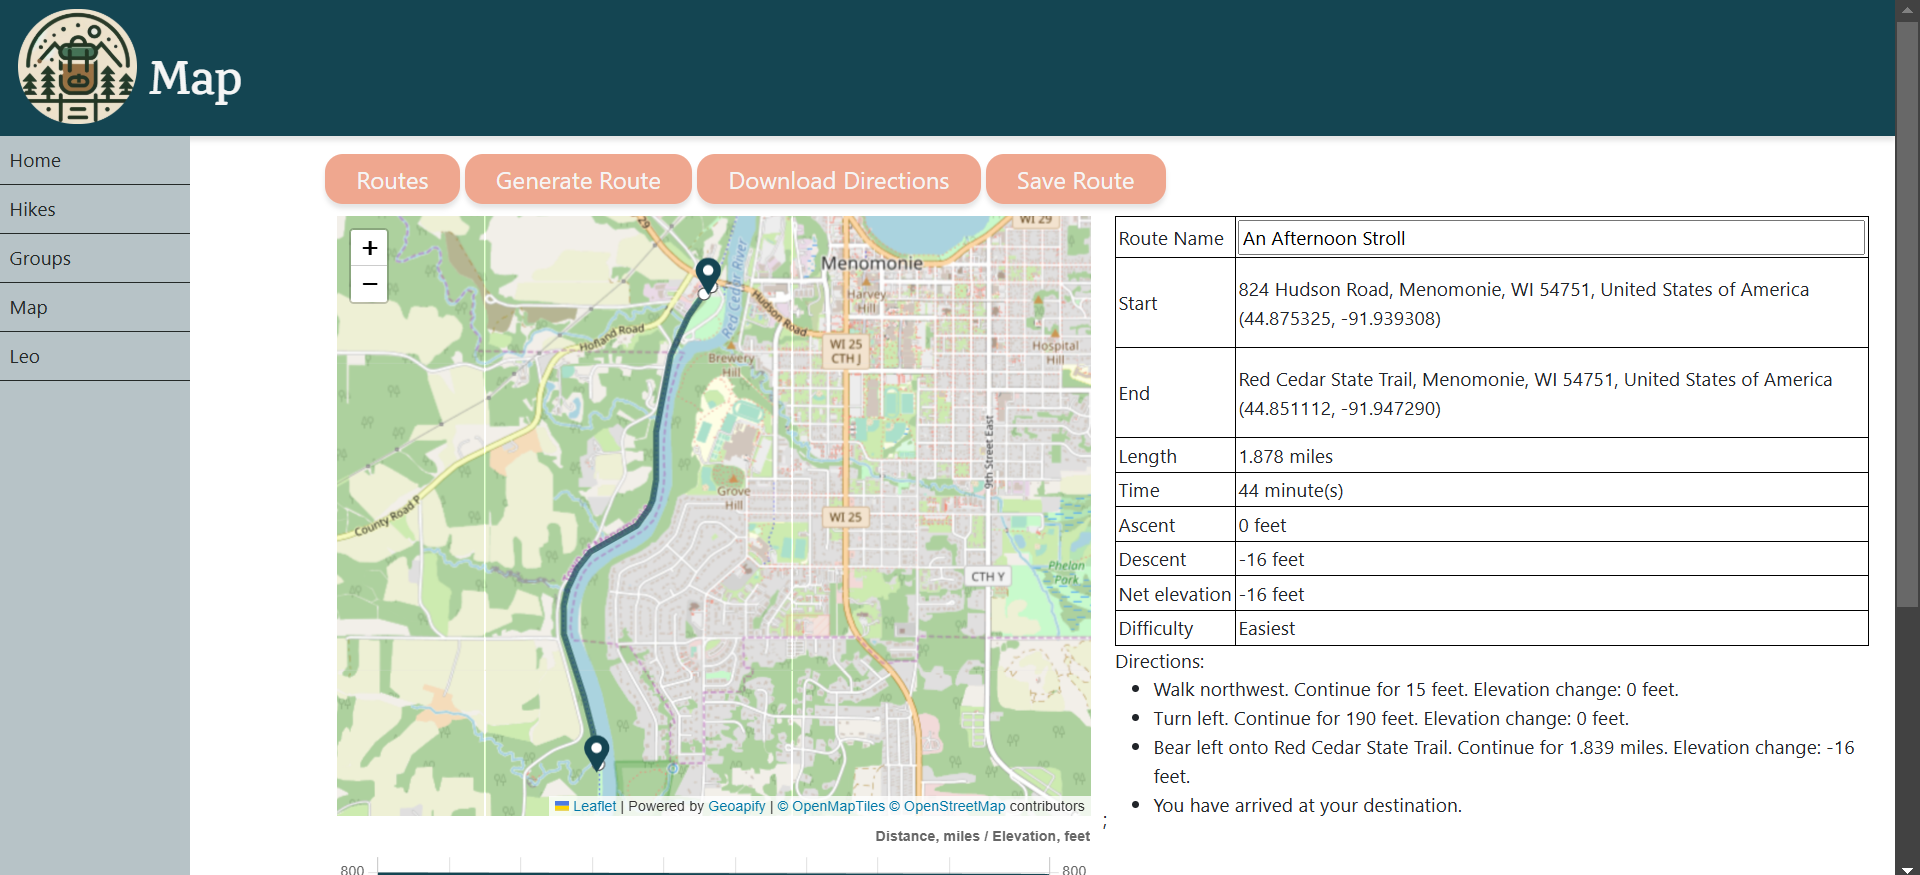 Map
Home
Hikes
Groups
Map
Leo
Routes
Generate Route
Download Directions
Save Route
+
−
WI 29
29
Red Cedar River
Menomonie
Harvey
Hill
Hudson Road
Hofland Road
WI 25
CTH J
Brewery
Hill
Hospital
Hill
9th Street East
Grove
Hill
County Road P
WI 25
CTH Y
Phelan
Park
Leaflet | Powered by Geoapify | © OpenMapTiles © OpenStreetMap contributors
;
Distance, miles / Elevation, feet
800
800
Route Name An Afternoon Stroll
Start 824 Hudson Road, Menomonie, WI 54751, United States of America
(44.875325, -91.939308)
End Red Cedar State Trail, Menomonie, WI 54751, United States of America
(44.851112, -91.947290)
Length 1.878 miles
Time 44 minute(s)
Ascent 0 feet
Descent -16 feet
Net elevation -16 feet
Difficulty Easiest
Directions:
Walk northwest. Continue for 15 feet. Elevation change: 0 feet.
Turn left. Continue for 190 feet. Elevation change: 0 feet.
Bear left onto Red Cedar State Trail. Continue for 1.839 miles. Elevation change: -16
feet.
You have arrived at your destination.